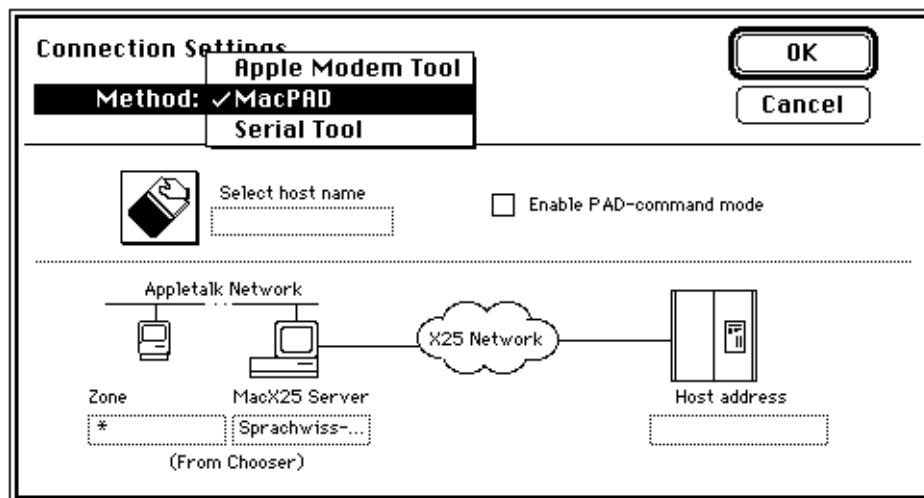 Connection Settings
Apple Modem Tool
Method: ✓MacPAD
Serial Tool
OK
Cancel
Select host name
Enable PAD-command mode
Appletalk Network
X25 Network
Zone
MacX25 Server
Host address
*
Sprachwiss-...
(From Chooser)